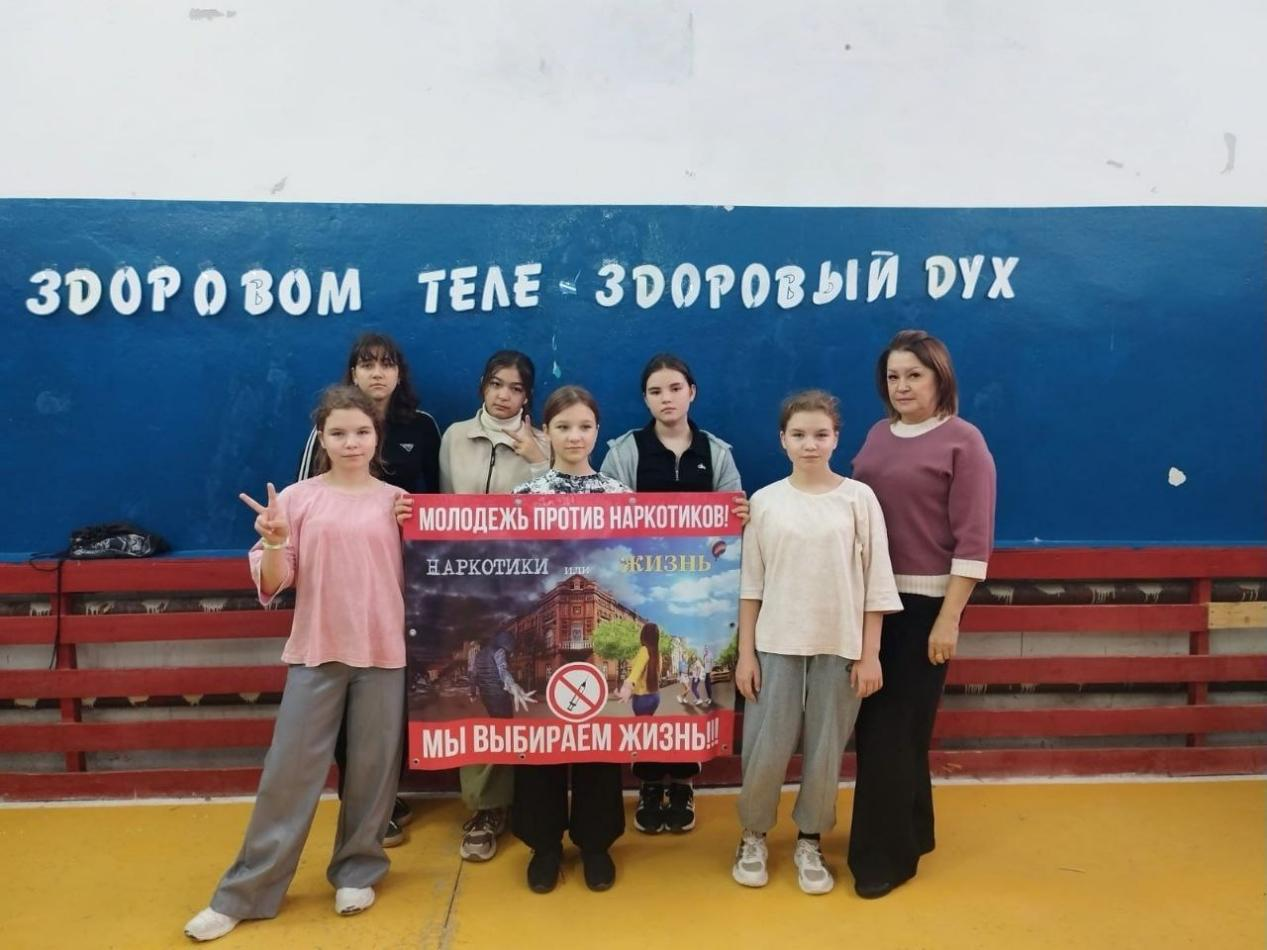 ЗДОРОВОМ ТЕЛЕ - ЗДОРОВЫЙ ДУХ
МОЛОДЕЖЬ ПРОТИВ НАРКОТИКОВ!
НАРКОТИКИ ИЛИ ЖИЗНЬ
МЫ ВЫБИРАЕМ ЖИЗНЬ!!!